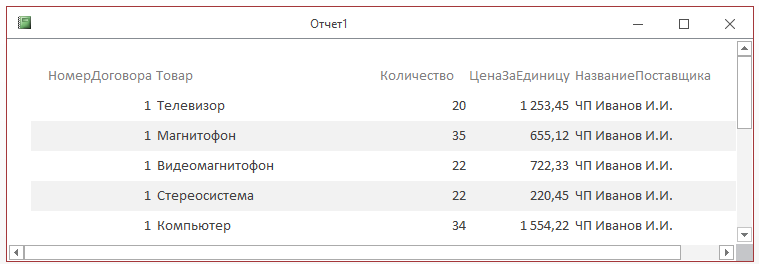 Отчет1
НомерДоговора Товар Количество ЦенаЗаЕдиницу НазваниеПоставщика
1 Телевизор 20 1 253,45 ЧП Иванов И.И.
1 Магнитофон 35 655,12 ЧП Иванов И.И.
1 Видеомагнитофон 22 722,33 ЧП Иванов И.И.
1 Стереосистема 22 220,45 ЧП Иванов И.И.
1 Компьютер 34 1 554,22 ЧП Иванов И.И.